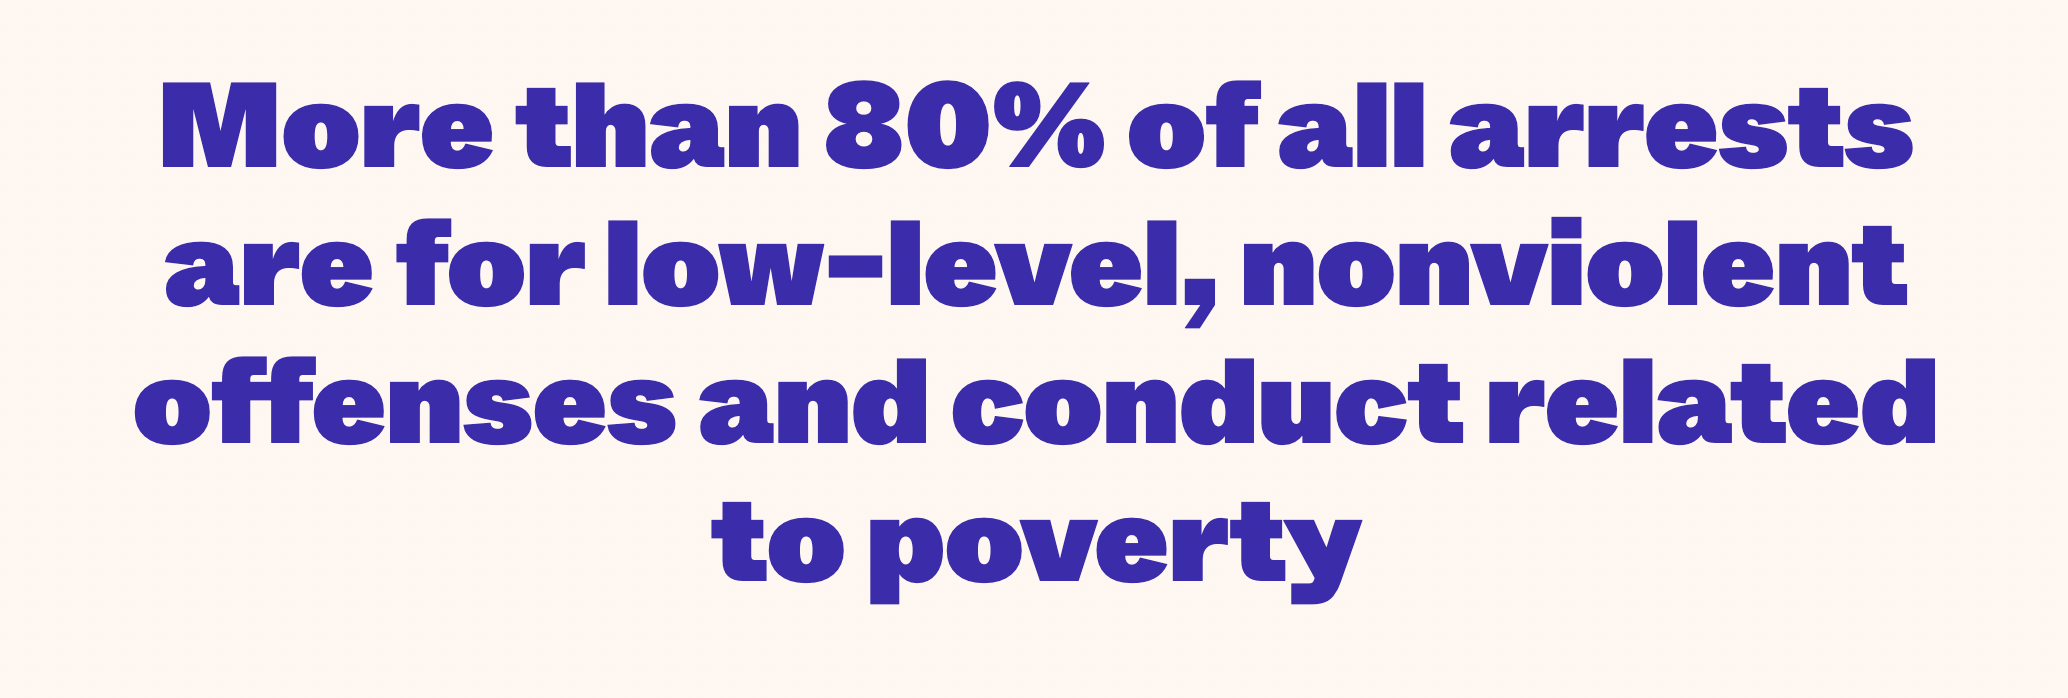 More than 80% of all arrests
are for low-level, nonviolent
offenses and conduct related
to poverty